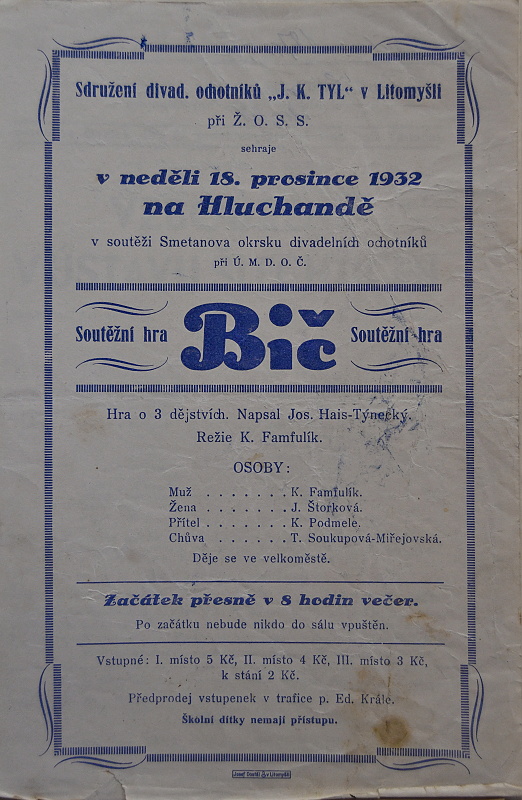 Sdružení divad. ochotníků „J. K. TYL“ v Litomyšli
při Ž. O. S. S.
sehraje
v neděli 18. prosince 1932
na Hluchandě
v soutěži Smetanova okrsku divadelních ochotníků
při Ú. M. D. O. Č.
Soutěžní hra Bič Soutěžní hra
Hra o 3 dějstvích. Napsal Jos. Hais-Týnecký.
Režie K. Famfulík.
OSOBY:
Muž . . . . . . . K. Famfulík.
Žena . . . . . . . J. Štorková.
Přítel . . . . . . . K. Podmele.
Chůva . . . . . . . T. Soukupová-Miřejovská.
Děje se ve velkoměstě.
Začátek přesně v 8 hodin večer.
Po začátku nebude nikdo do sálu vpuštěn.
Vstupné: I. místo 5 Kč, II. místo 4 Kč, III. místo 3 Kč,
k stání 2 Kč.
Předprodej vstupenek v trafice p. Ed. Krále.
Školní dítky nemají přístupu.
Josef v Litomyšli